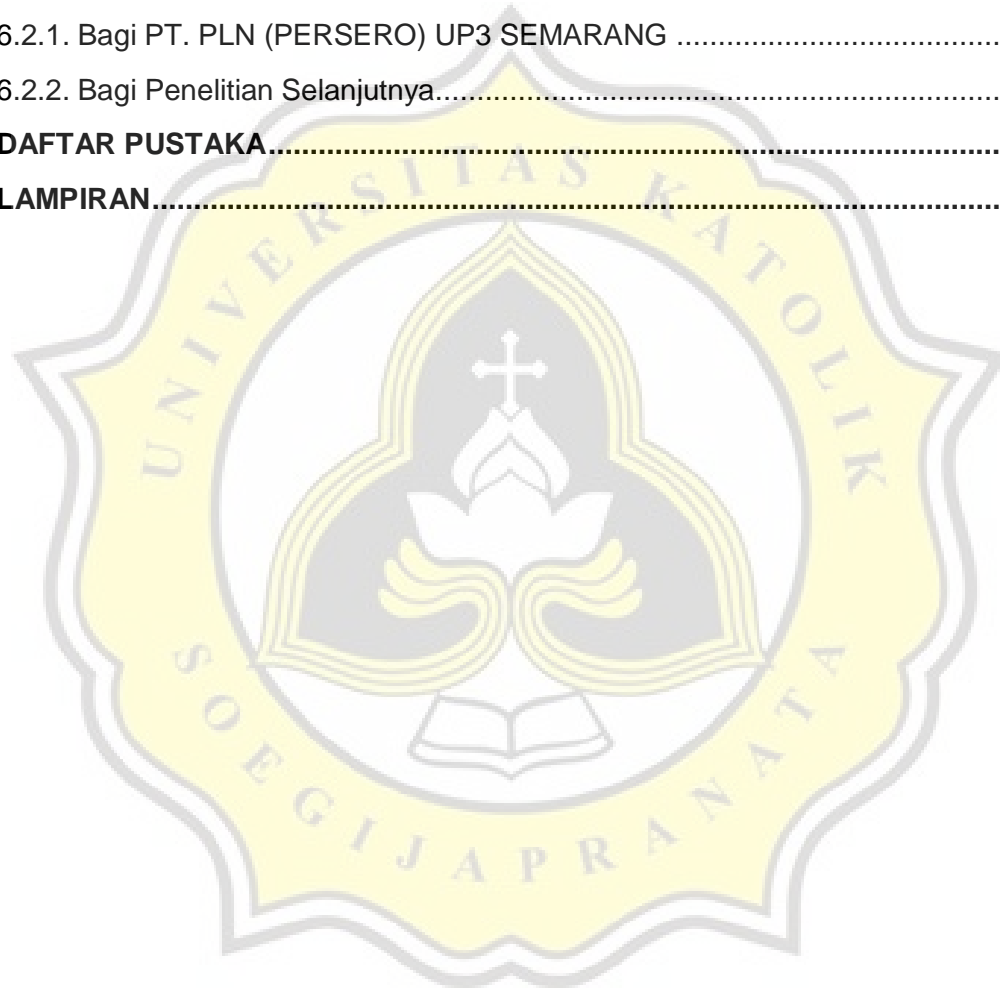 6.2.1. Bagi PT. PLN (PERSERO) UP3 SEMARANG ......................................
6.2.2. Bagi Penelitian Selanjutnya....................................................................
DAFTAR PUSTAKA.........................................................................................
LAMPIRAN.......................................................................................................
UNIVERSITAS KATOLIK
SOEGIJAPRANATA